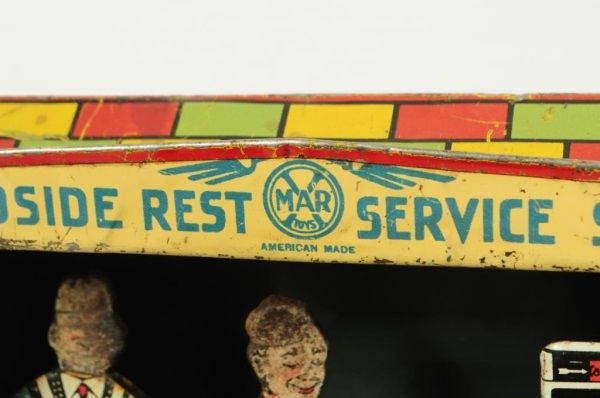 OSIDE REST MAR TOYS SERVICE S
AMERICAN MADE